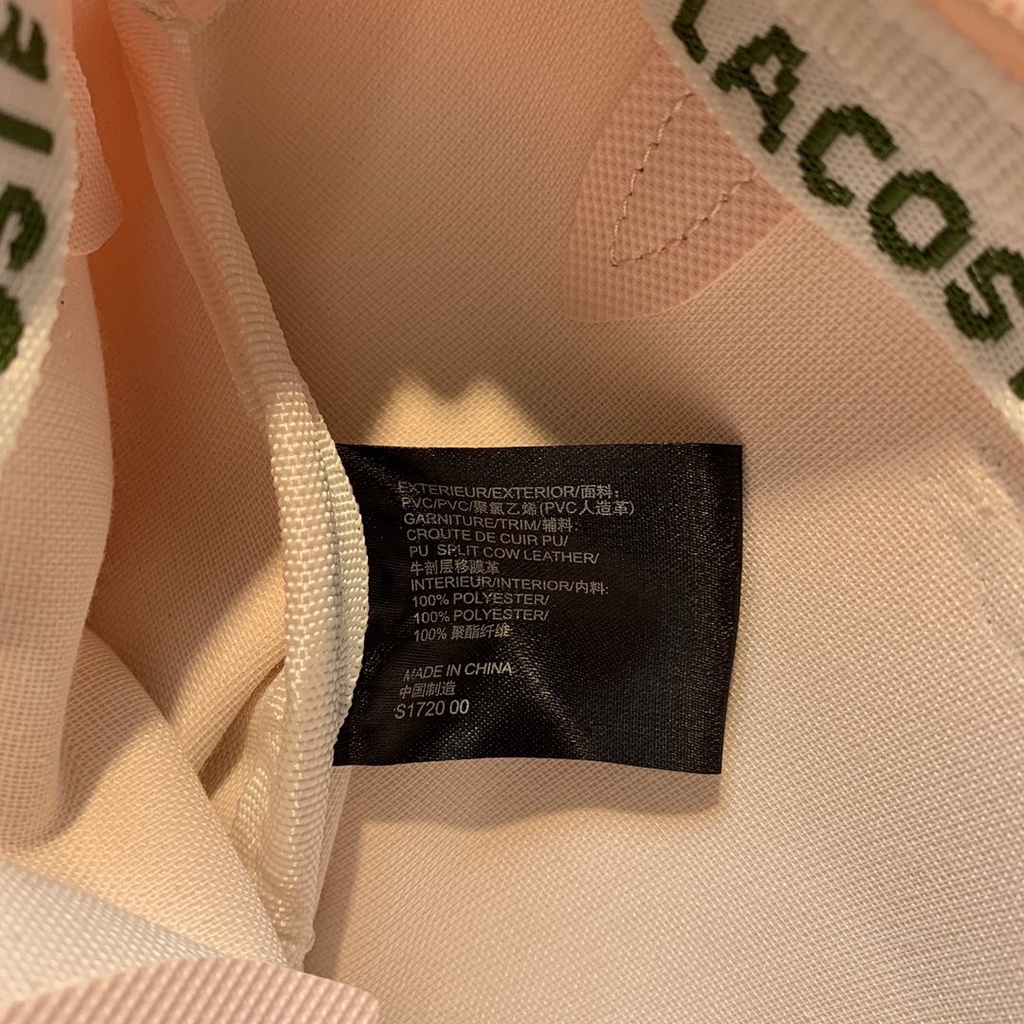 LACOS
EXTERIEUR/EXTERIOR/面料:
PVC/PVC/聚氯乙烯(PVC人造革)
GARNITURE/TRIM/辅料:
CROUTE DE CUIR PU/
PU SPLIT COW LEATHER/
牛剖层移膜革
INTERIEUR/INTERIOR/内料:
100% POLYESTER/
100% POLYESTER/
100% 聚酯纤维
MADE IN CHINA
中国制造
S1720 00